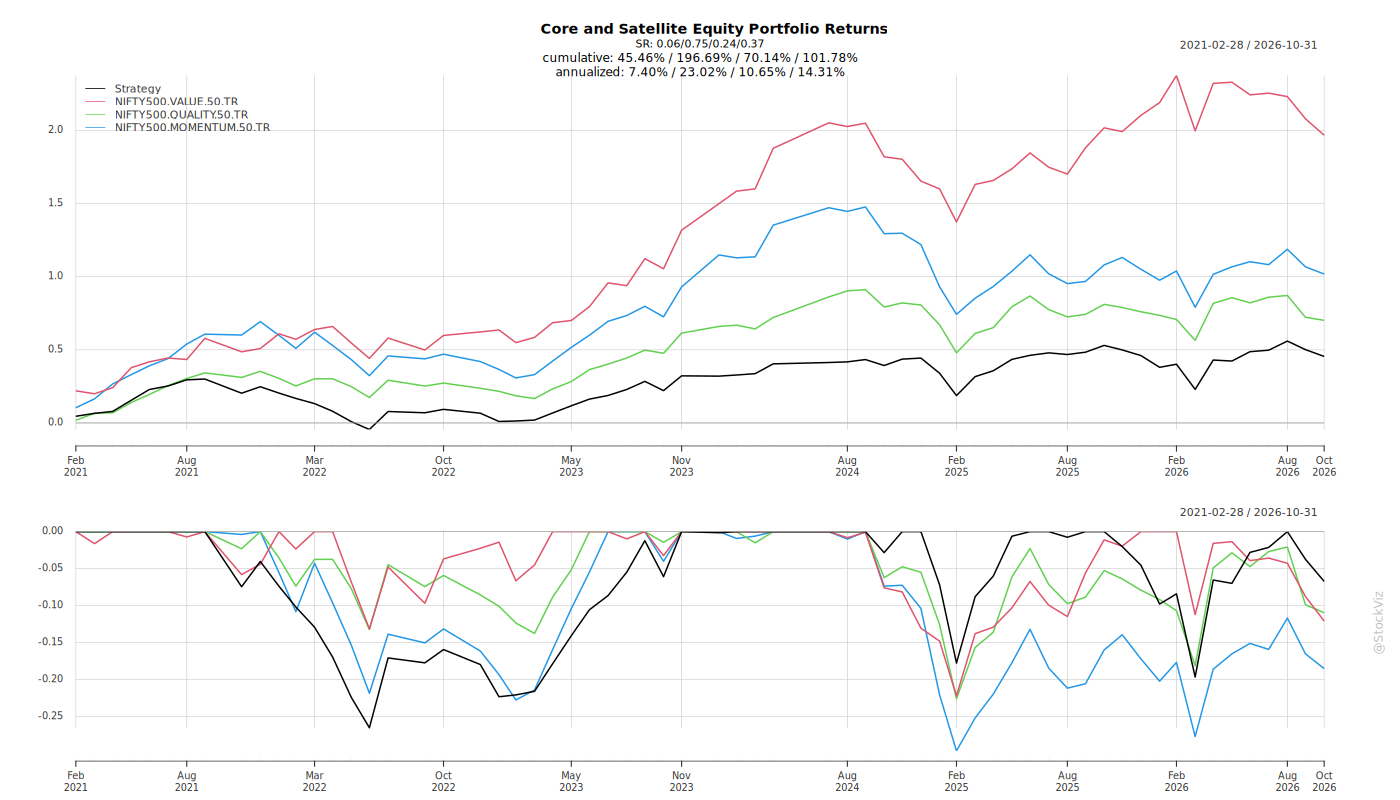 Core and Satellite Equity Portfolio Returns
SR: 0.06/0.75/0.24/0.37
cumulative: 45.46% / 196.69% / 70.14% / 101.78%
annualized: 7.40% / 23.02% / 10.65% / 14.31%
2021-02-28 / 2026-10-31
Strategy
NIFTY500.VALUE.50.TR
NIFTY500.QUALITY.50.TR
NIFTY500.MOMENTUM.50.TR
2.0
1.5
1.0
0.5
0.0
Feb Aug Mar Oct May Nov Aug Feb Aug Feb Aug Oct
2021 2021 2022 2022 2023 2023 2024 2025 2025 2026 2026 2026
2021-02-28 / 2026-10-31
0.00
-0.05
-0.10
-0.15
-0.20
-0.25
Feb Aug Mar Oct May Nov Aug Feb Aug Feb Aug Oct
2021 2021 2022 2022 2023 2023 2024 2025 2025 2026 2026 2026
@StockViz